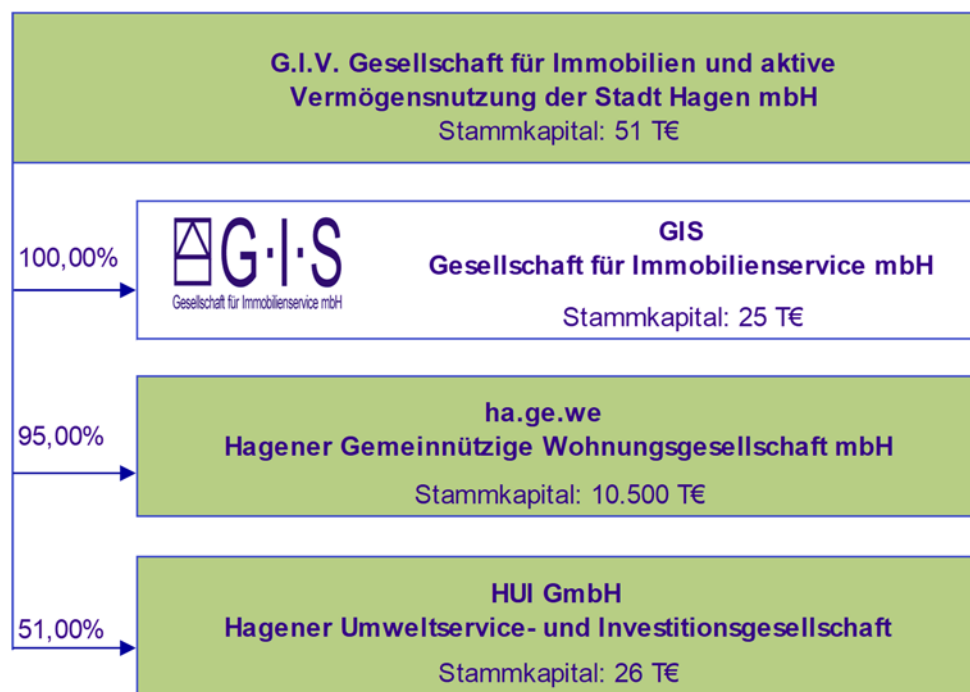 G.I.V. Gesellschaft für Immobilien und aktive
Vermögensnutzung der Stadt Hagen mbH
Stammkapital: 51 T€
100,00%
G·I·S
Gesellschaft für Immobilienservice mbH
GIS
Gesellschaft für Immobilienservice mbH
Stammkapital: 25 T€
95,00%
ha.ge.we
Hagener Gemeinnützige Wohnungsgesellschaft mbH
Stammkapital: 10.500 T€
51,00%
HUI GmbH
Hagener Umweltservice- und Investitionsgesellschaft
Stammkapital: 26 T€